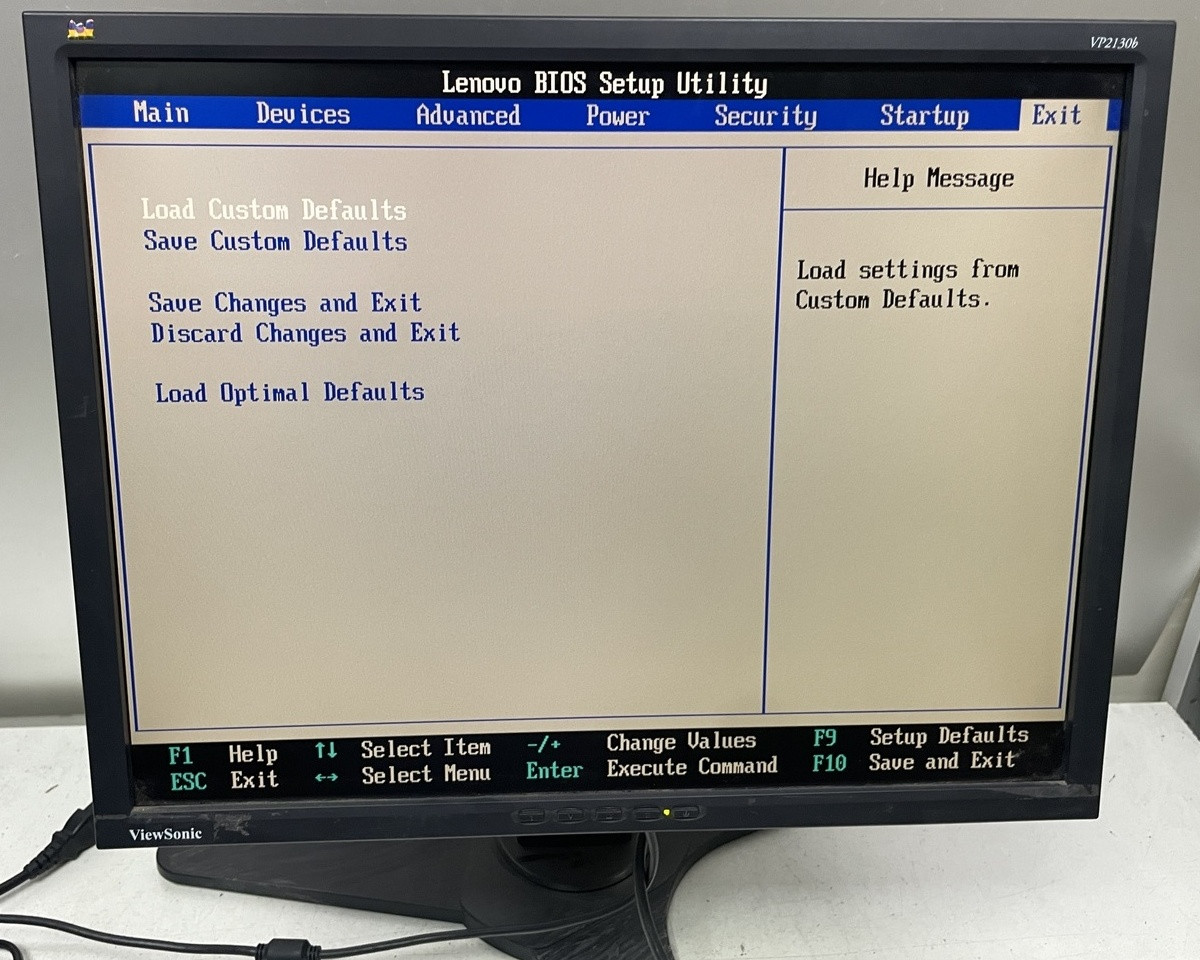 VP2130b
Lenovo BIOS Setup Utility
Main Devices Advanced Power Security Startup Exit
Help Message
Load Custom Defaults
Save Custom Defaults
Save Changes and Exit
Discard Changes and Exit
Load Optimal Defaults
Load settings from
Custom Defaults.
F1 Help ↑↓ Select Item -/+ Change Values F9 Setup Defaults
ESC Exit ←→ Select Menu Enter Execute Command F10 Save and Exit
ViewSonic